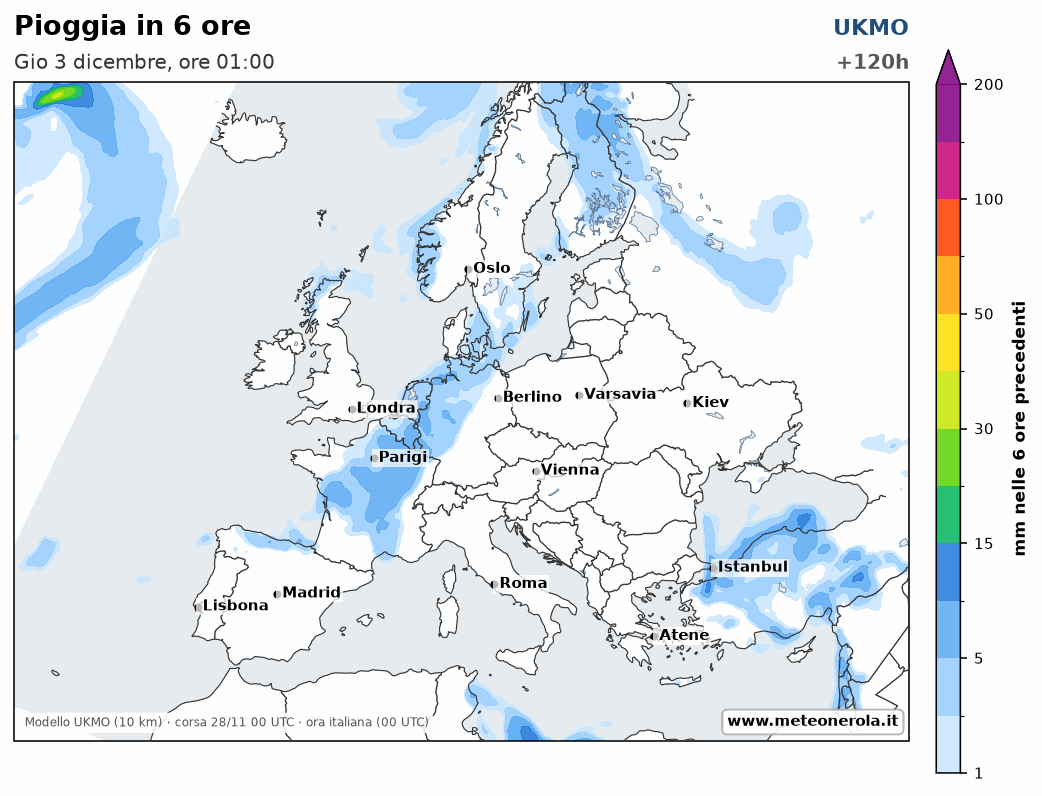 Pioggia in 6 ore
UKMO
Gio 3 dicembre, ore 01:00
+120h
200
100
50
30
15
5
1
mm nelle 6 ore precedenti
Oslo
Berlino
Varsavia
Kiev
Londra
Parigi
Vienna
Istanbul
Roma
Madrid
Lisbona
Atene
Modello UKMO (10 km) · corsa 28/11 00 UTC · ora italiana (00 UTC)
www.meteonerola.it